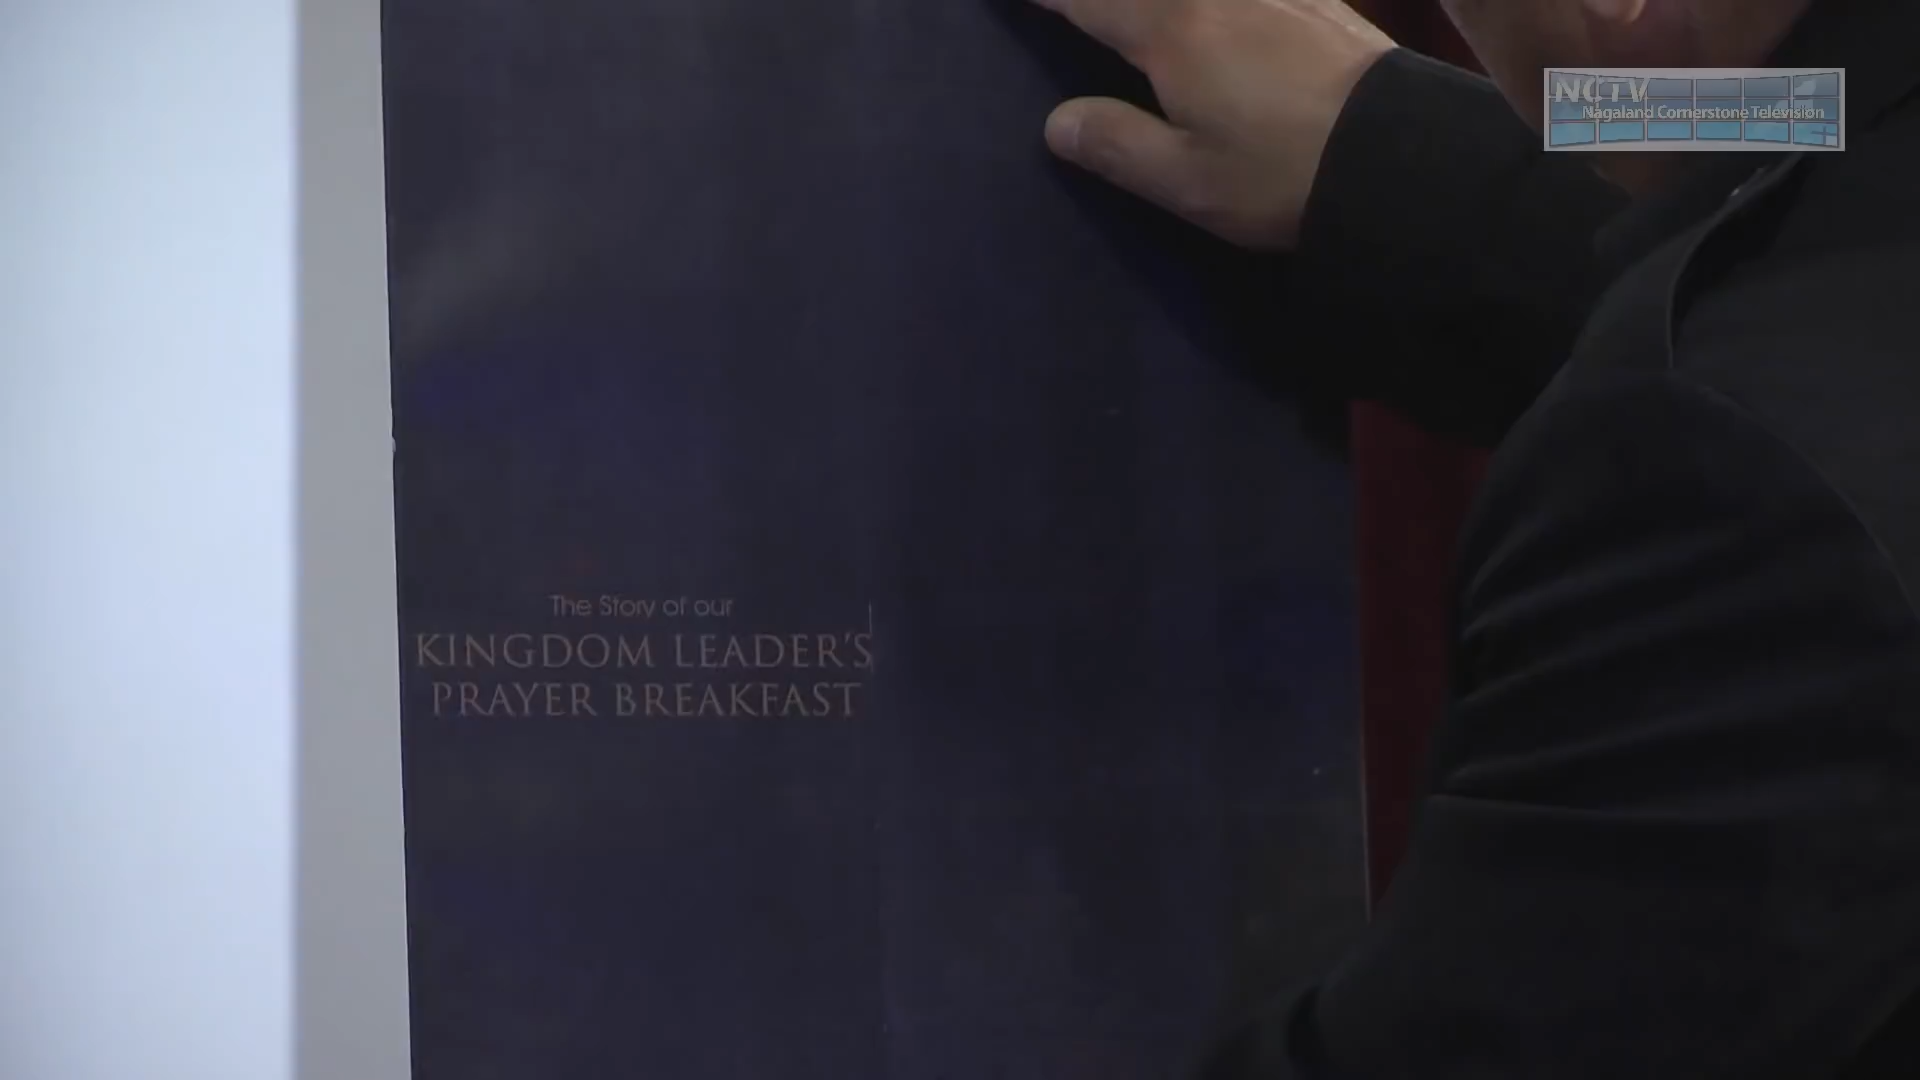 NCTV
Nagaland Cornerstone Television
The Story of our
KINGDOM LEADER'S
PRAYER BREAKFAST